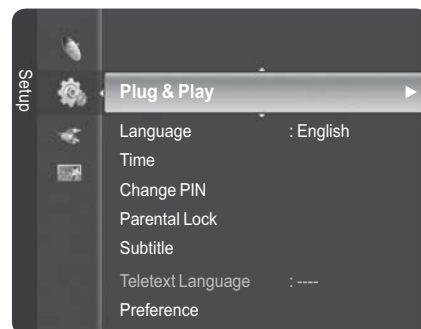 Setup
Plug & Play
Language : English
Time
Change PIN
Parental Lock
Subtitle
Teletext Language : ----
Preference